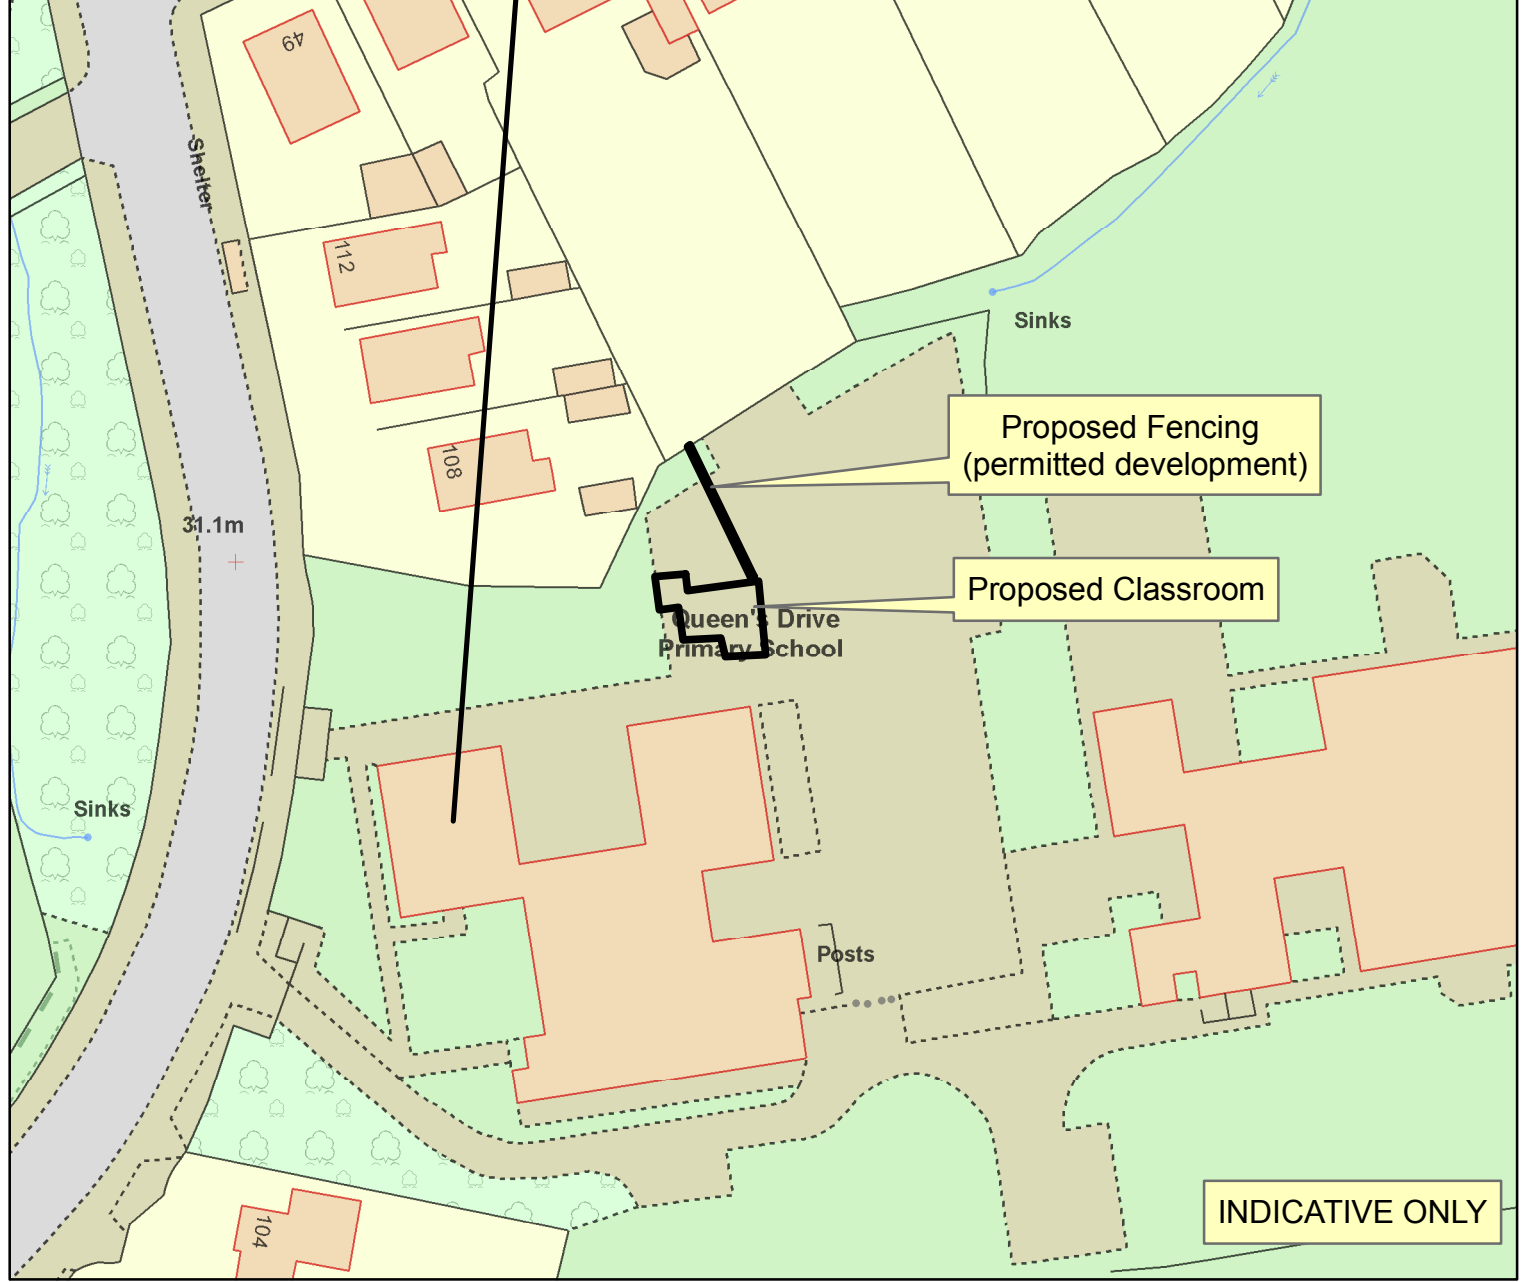 49
Shelter
112
Sinks
Proposed Fencing
(permitted development)
108
31.1m
Proposed Classroom
Queen's Drive
Primary School
Sinks
Posts
INDICATIVE ONLY
104